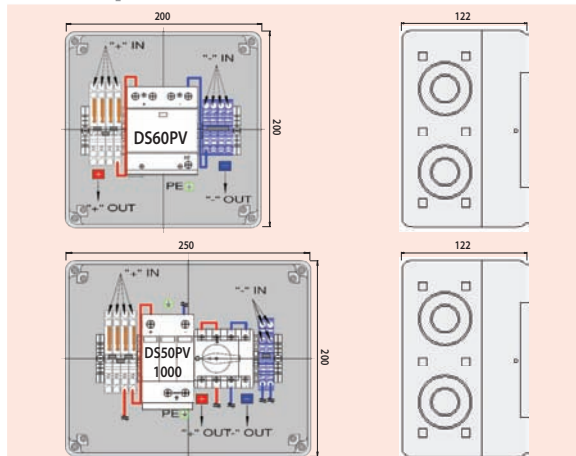 200
122
"+" IN
"-" IN
DS60PV
200
PE
"+" OUT
"-" OUT
250
122
"+" IN
"-" IN
DS50PV
1000
200
PE
"+" OUT
"-" OUT